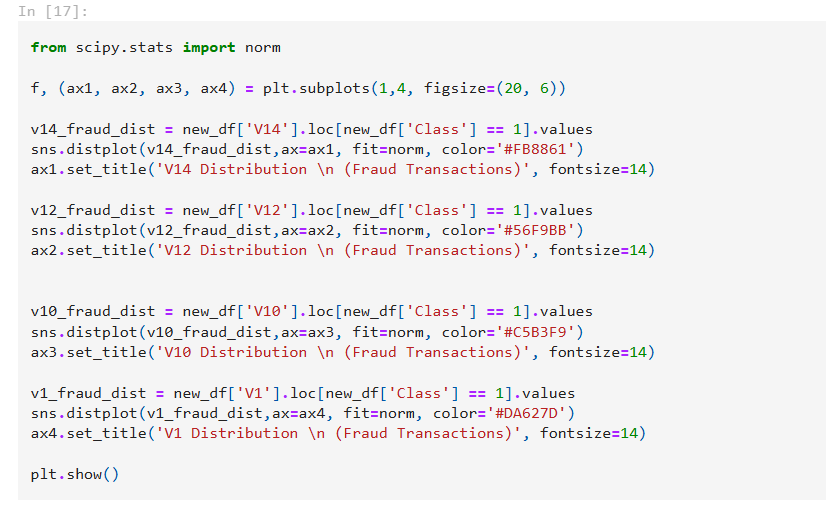 In [17]:
from scipy.stats import norm
f, (ax1, ax2, ax3, ax4) = plt.subplots(1,4, figsize=(20, 6))
v14_fraud_dist = new_df['V14'].loc[new_df['Class'] == 1].values
sns.distplot(v14_fraud_dist,ax=ax1, fit=norm, color='#FB8861')
ax1.set_title('V14 Distribution \n (Fraud Transactions)', fontsize=14)
v12_fraud_dist = new_df['V12'].loc[new_df['Class'] == 1].values
sns.distplot(v12_fraud_dist,ax=ax2, fit=norm, color='#56F9BB')
ax2.set_title('V12 Distribution \n (Fraud Transactions)', fontsize=14)
v10_fraud_dist = new_df['V10'].loc[new_df['Class'] == 1].values
sns.distplot(v10_fraud_dist,ax=ax3, fit=norm, color='#C5B3F9')
ax3.set_title('V10 Distribution \n (Fraud Transactions)', fontsize=14)
v1_fraud_dist = new_df['V1'].loc[new_df['Class'] == 1].values
sns.distplot(v1_fraud_dist,ax=ax4, fit=norm, color='#DA627D')
ax4.set_title('V1 Distribution \n (Fraud Transactions)', fontsize=14)
plt.show()